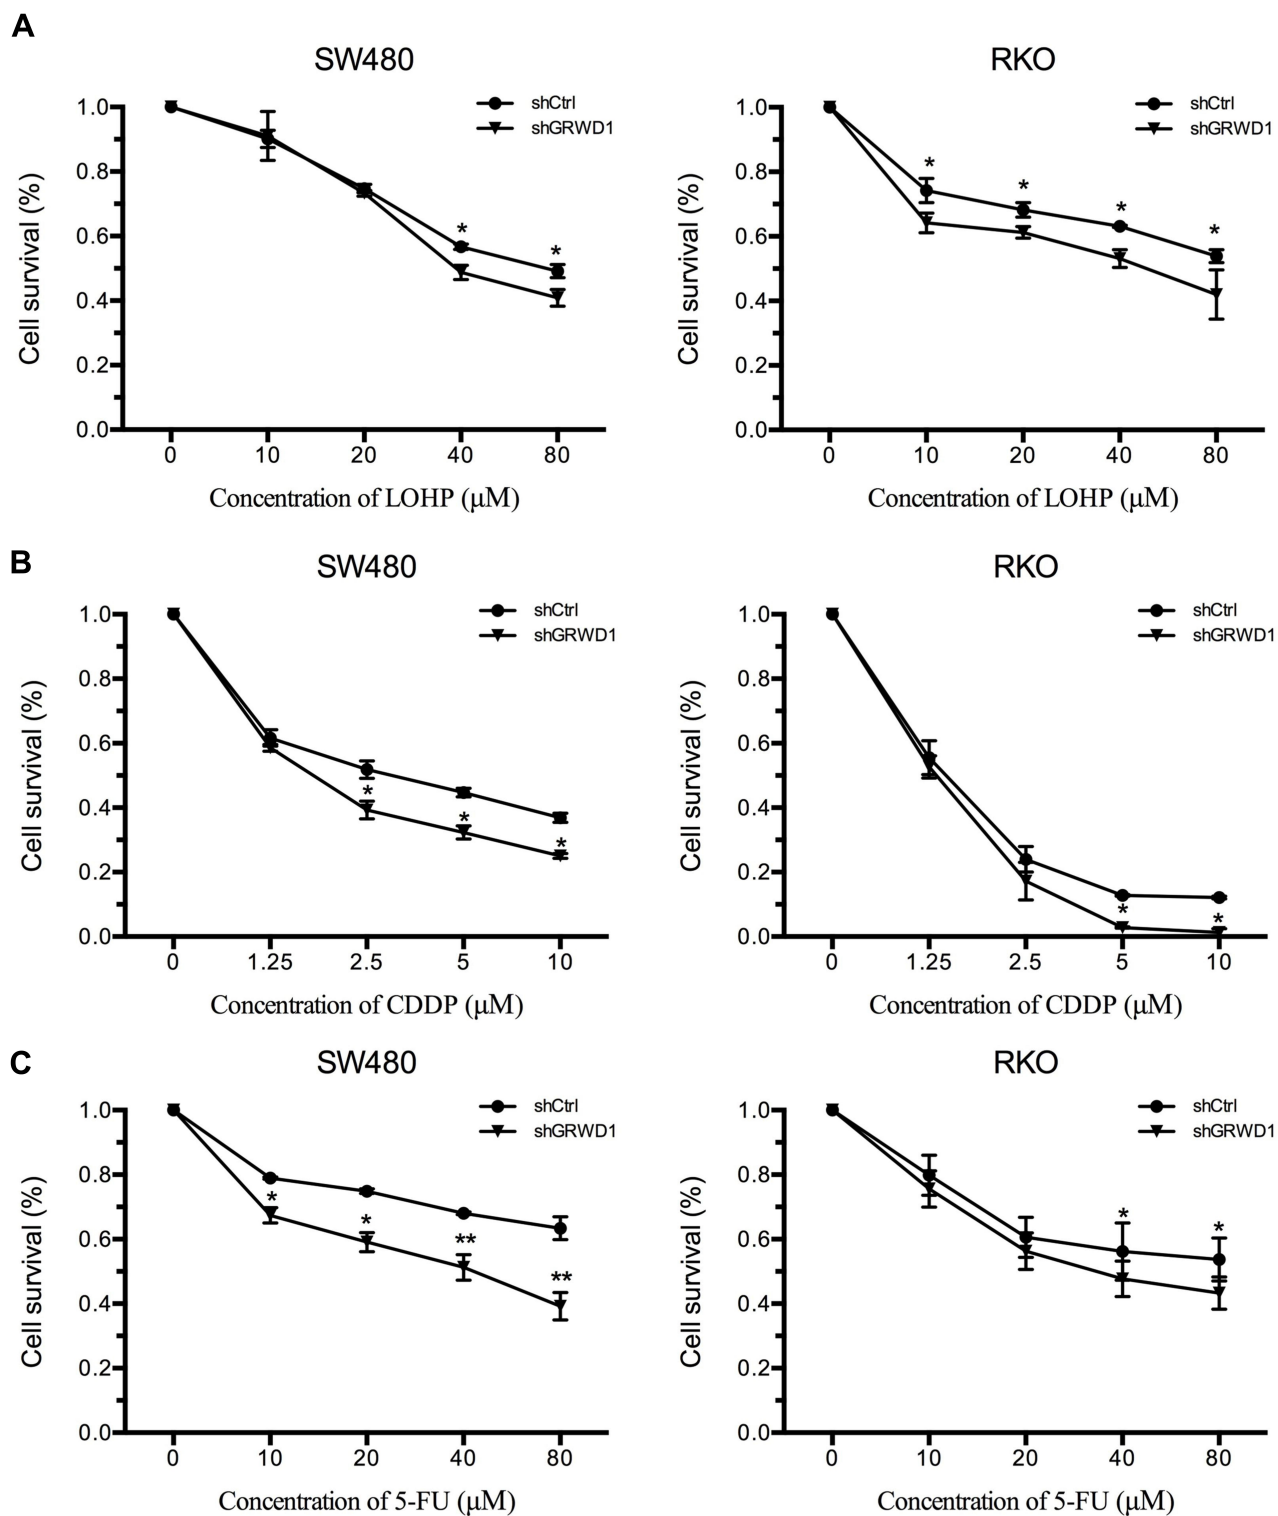 A
SW480
RKO
shCtrl
shGRWD1
shCtrl
shGRWD1
Cell survival (%)
1.0
0.8
0.6
0.4
0.2
0.0
* *
0 10 20 40 80
Concentration of LOHP (μM)
Cell survival (%)
1.0
0.8
0.6
0.4
0.2
0.0
* * * *
0 10 20 40 80
Concentration of LOHP (μM)
B
SW480
RKO
shCtrl
shGRWD1
shCtrl
shGRWD1
Cell survival (%)
1.0
0.8
0.6
0.4
0.2
0.0
* * *
0 1.25 2.5 5 10
Concentration of CDDP (μM)
Cell survival (%)
1.0
0.8
0.6
0.4
0.2
0.0
* *
0 1.25 2.5 5 10
Concentration of CDDP (μM)
C
SW480
RKO
shCtrl
shGRWD1
shCtrl
shGRWD1
Cell survival (%)
1.0
0.8
0.6
0.4
0.2
0.0
* * ** **
0 10 20 40 80
Concentration of 5-FU (μM)
Cell survival (%)
1.0
0.8
0.6
0.4
0.2
0.0
* *
0 10 20 40 80
Concentration of 5-FU (μM)